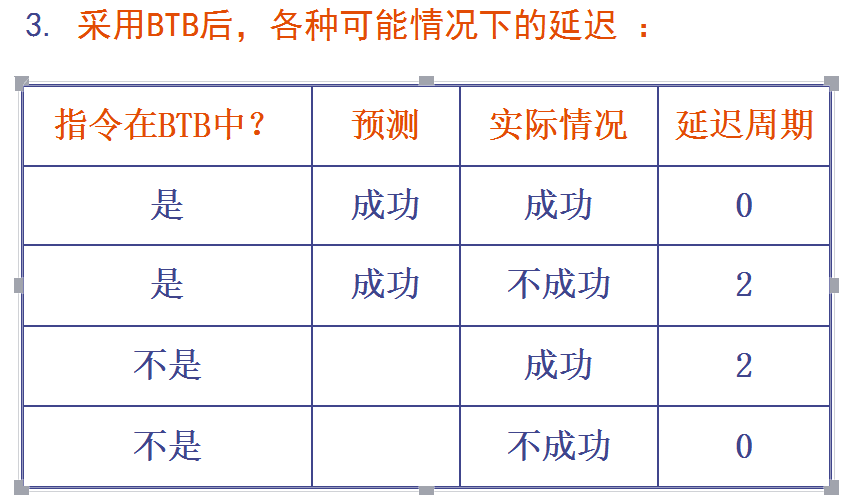 3. 采用BTB后，各种可能情况下的延迟 ：
指令在BTB中? 预测 实际情况 延迟周期
是 成功 成功 0
是 成功 不成功 2
不是 成功 2
不是 不成功 0